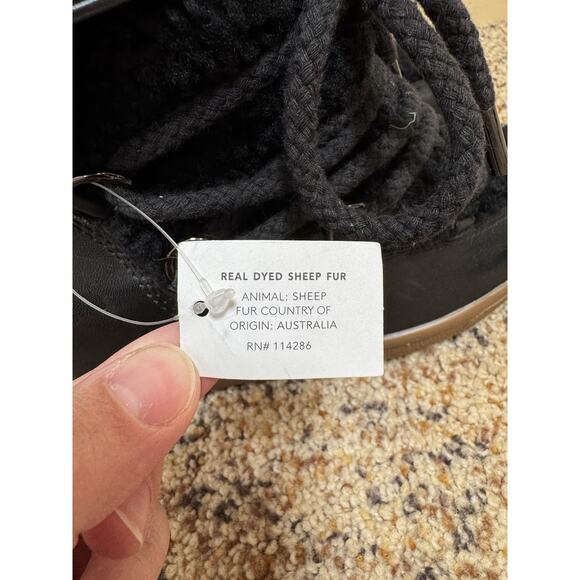 REAL DYED SHEEP FUR
ANIMAL: SHEEP
FUR COUNTRY OF
ORIGIN: AUSTRALIA
RN# 114286